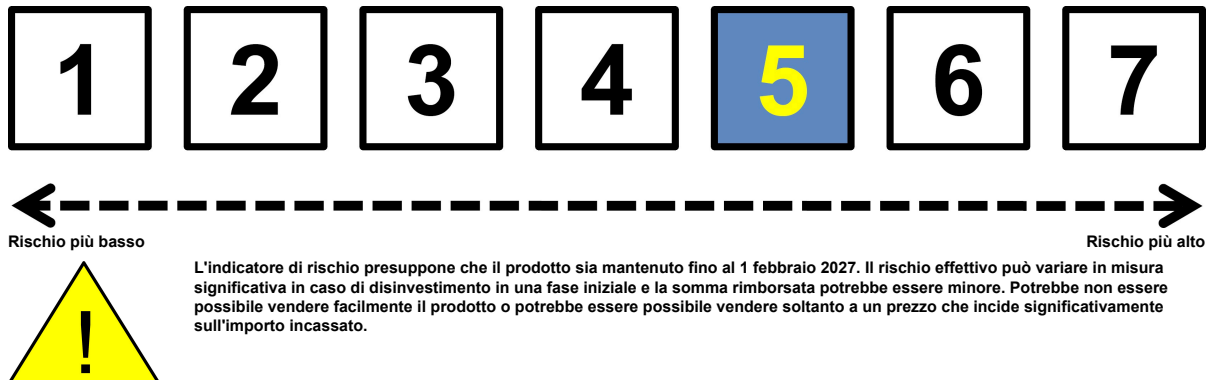 1 2 3 4 5 6 7
Rischio più basso Rischio più alto
L'indicatore di rischio presuppone che il prodotto sia mantenuto fino al 1 febbraio 2027. Il rischio effettivo può variare in misura
significativa in caso di disinvestimento in una fase iniziale e la somma rimborsata potrebbe essere minore. Potrebbe non essere
possibile vendere facilmente il prodotto o potrebbe essere possibile vendere soltanto a un prezzo che incide significativamente
sull'importo incassato.
!